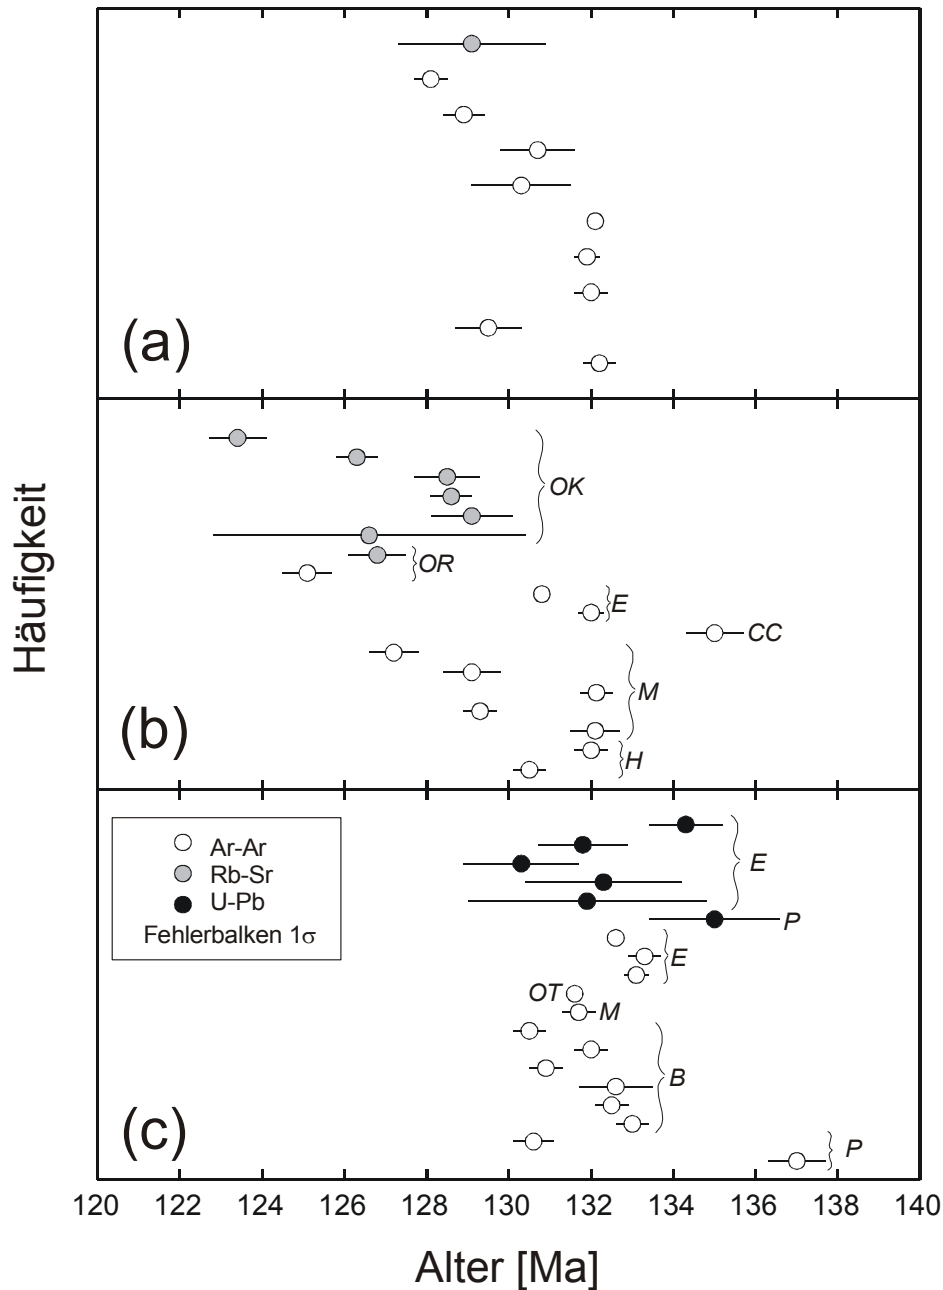 (a)
Häufigkeit
OK
OR
E
CC
M
(b)
H
Ar-Ar
Rb-Sr
U-Pb
Fehlerbalken 1σ
E
P
E
OT
M
B
(c)
P
120 122 124 126 128 130 132 134 136 138 140
Alter [Ma]